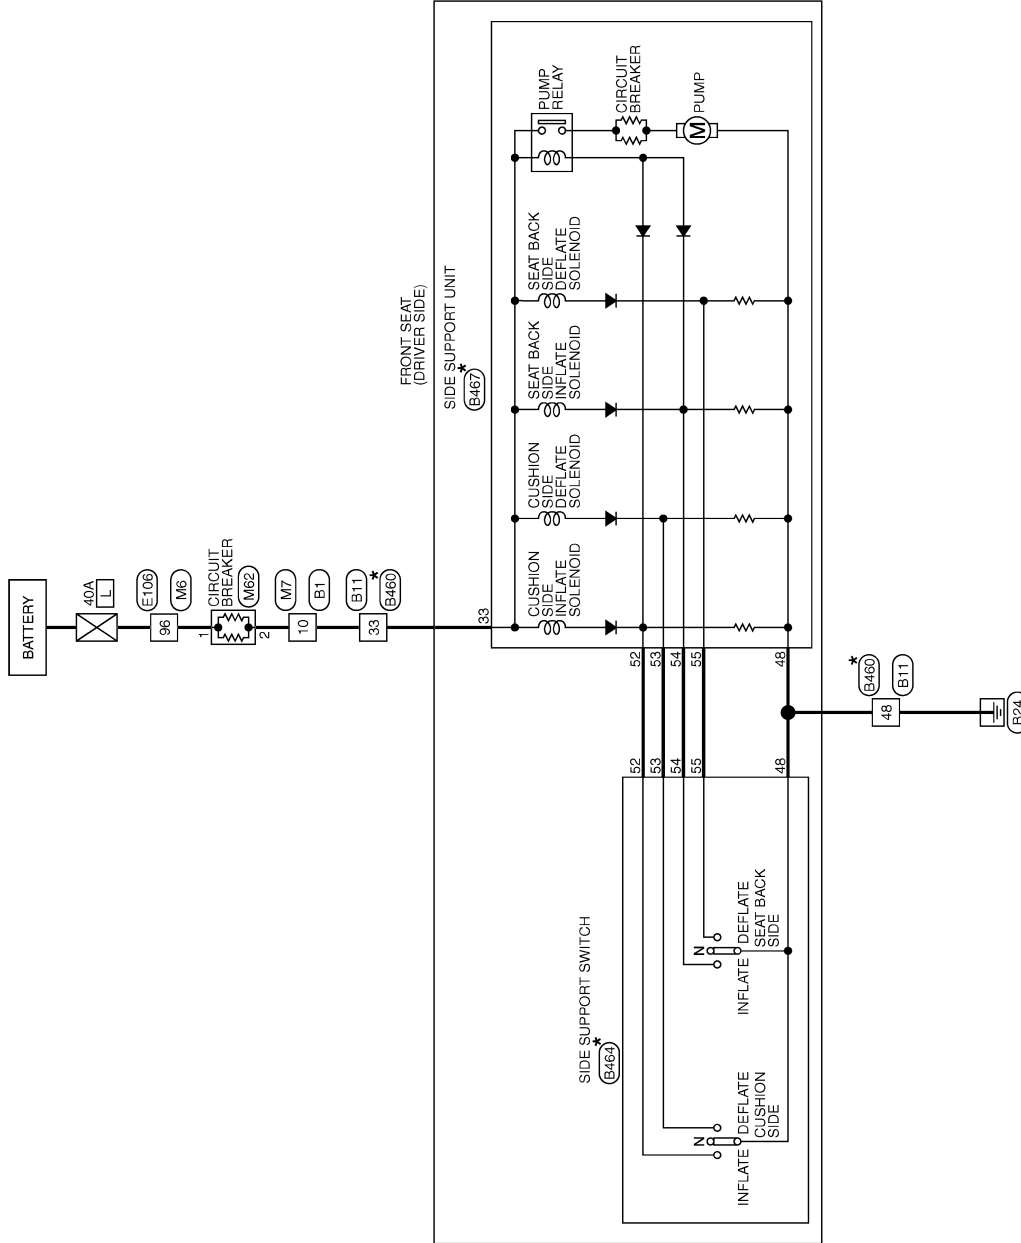 BATTERY
40A
L
E106
96
M6
CIRCUIT
BREAKER
M62
1
2
M7
10
B1
B11
33
* B460
FRONT SEAT
(DRIVER SIDE)
SIDE SUPPORT UNIT
* B467
33
CUSHION
SIDE
INFLATE
SOLENOID
CUSHION
SIDE
DEFLATE
SOLENOID
SEAT BACK
SIDE
INFLATE
SOLENOID
SEAT BACK
SIDE
DEFLATE
SOLENOID
PUMP
RELAY
CIRCUIT
BREAKER
M
PUMP
52
53
54
55
48
52
53
54
55
48
* B460
48
B11
B24
SIDE SUPPORT SWITCH
* B464
N
INFLATE
DEFLATE
CUSHION
SIDE
N
INFLATE
DEFLATE
SEAT BACK
SIDE